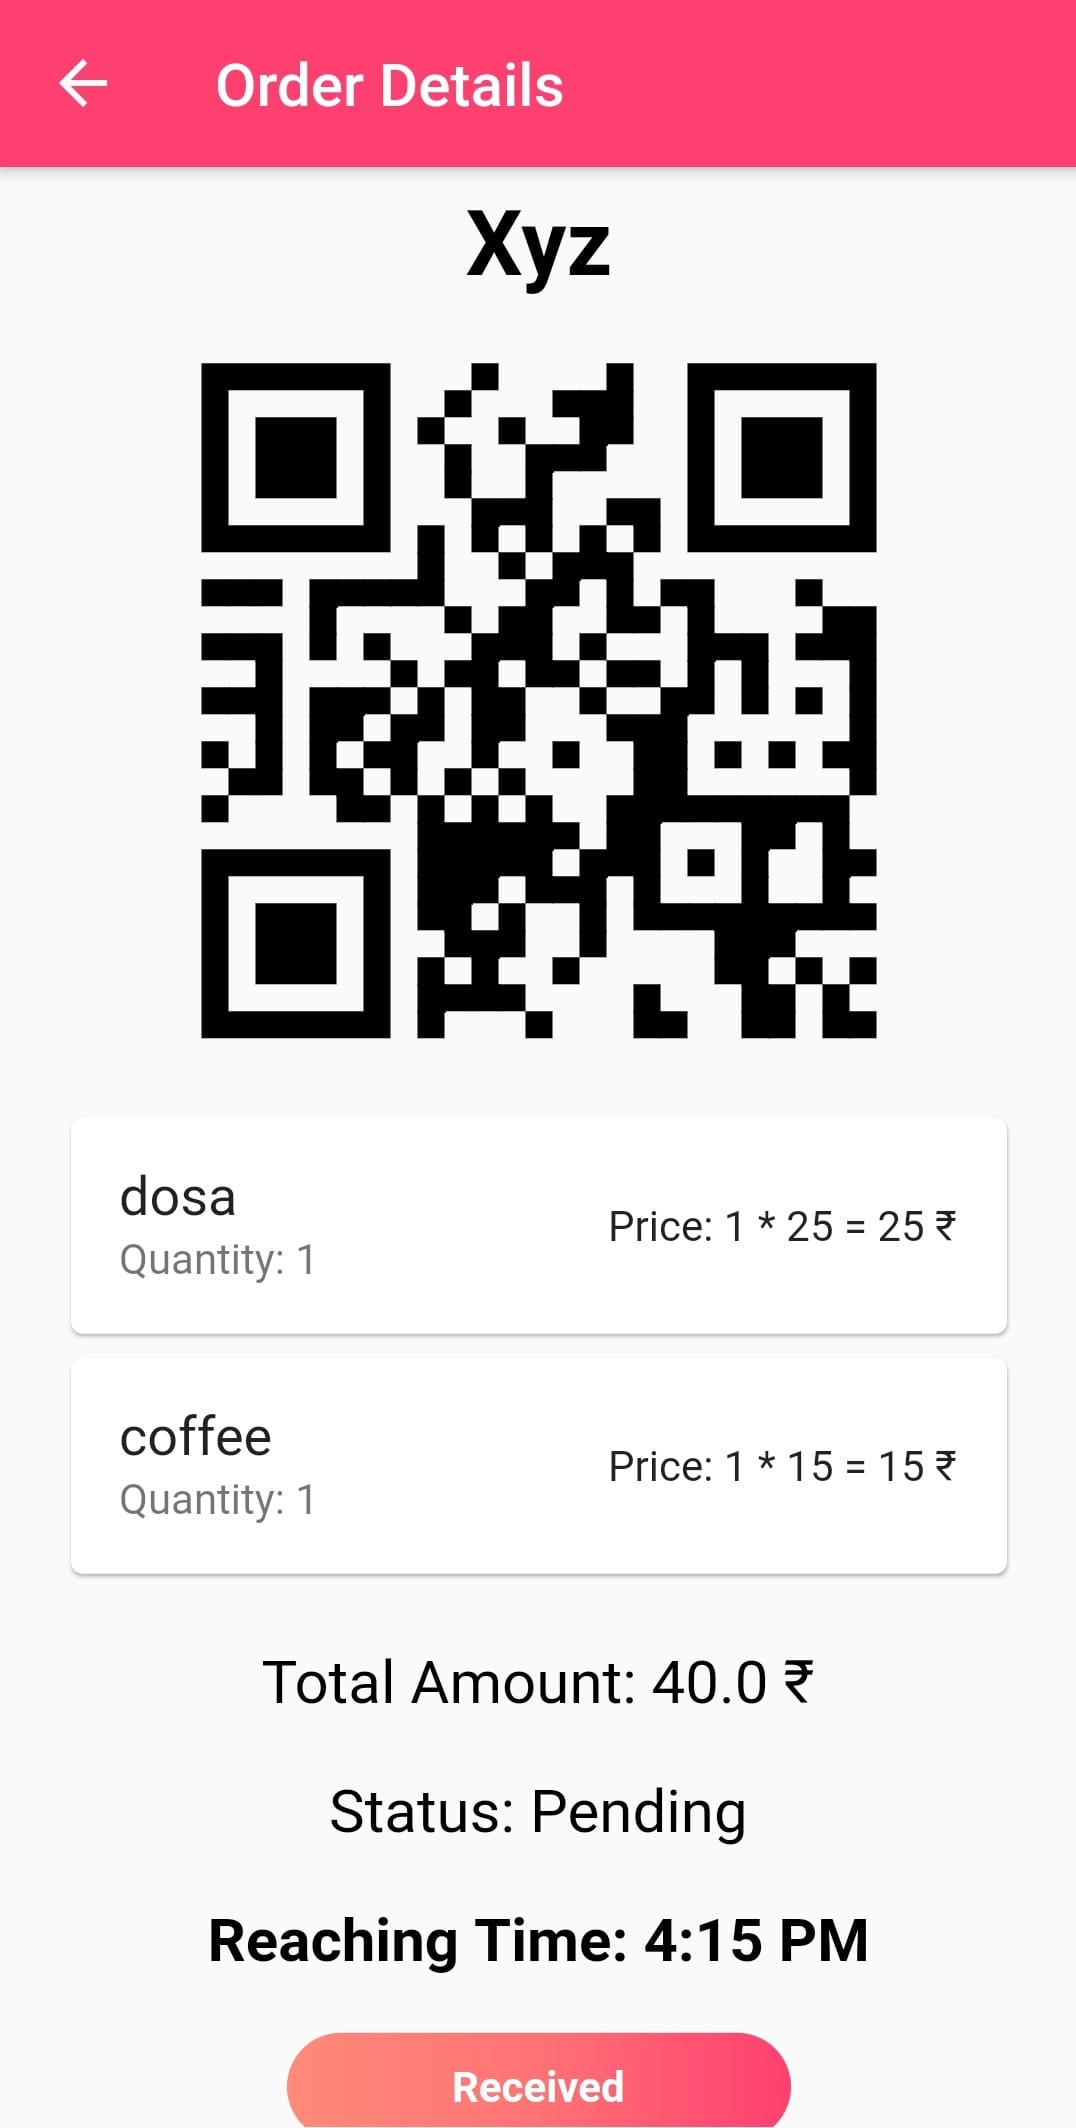 Order Details
Xyz
dosa
Quantity: 1
Price: 1 * 25 = 25 ₹
coffee
Quantity: 1
Price: 1 * 15 = 15 ₹
Total Amount: 40.0 ₹
Status: Pending
Reaching Time: 4:15 PM
Received